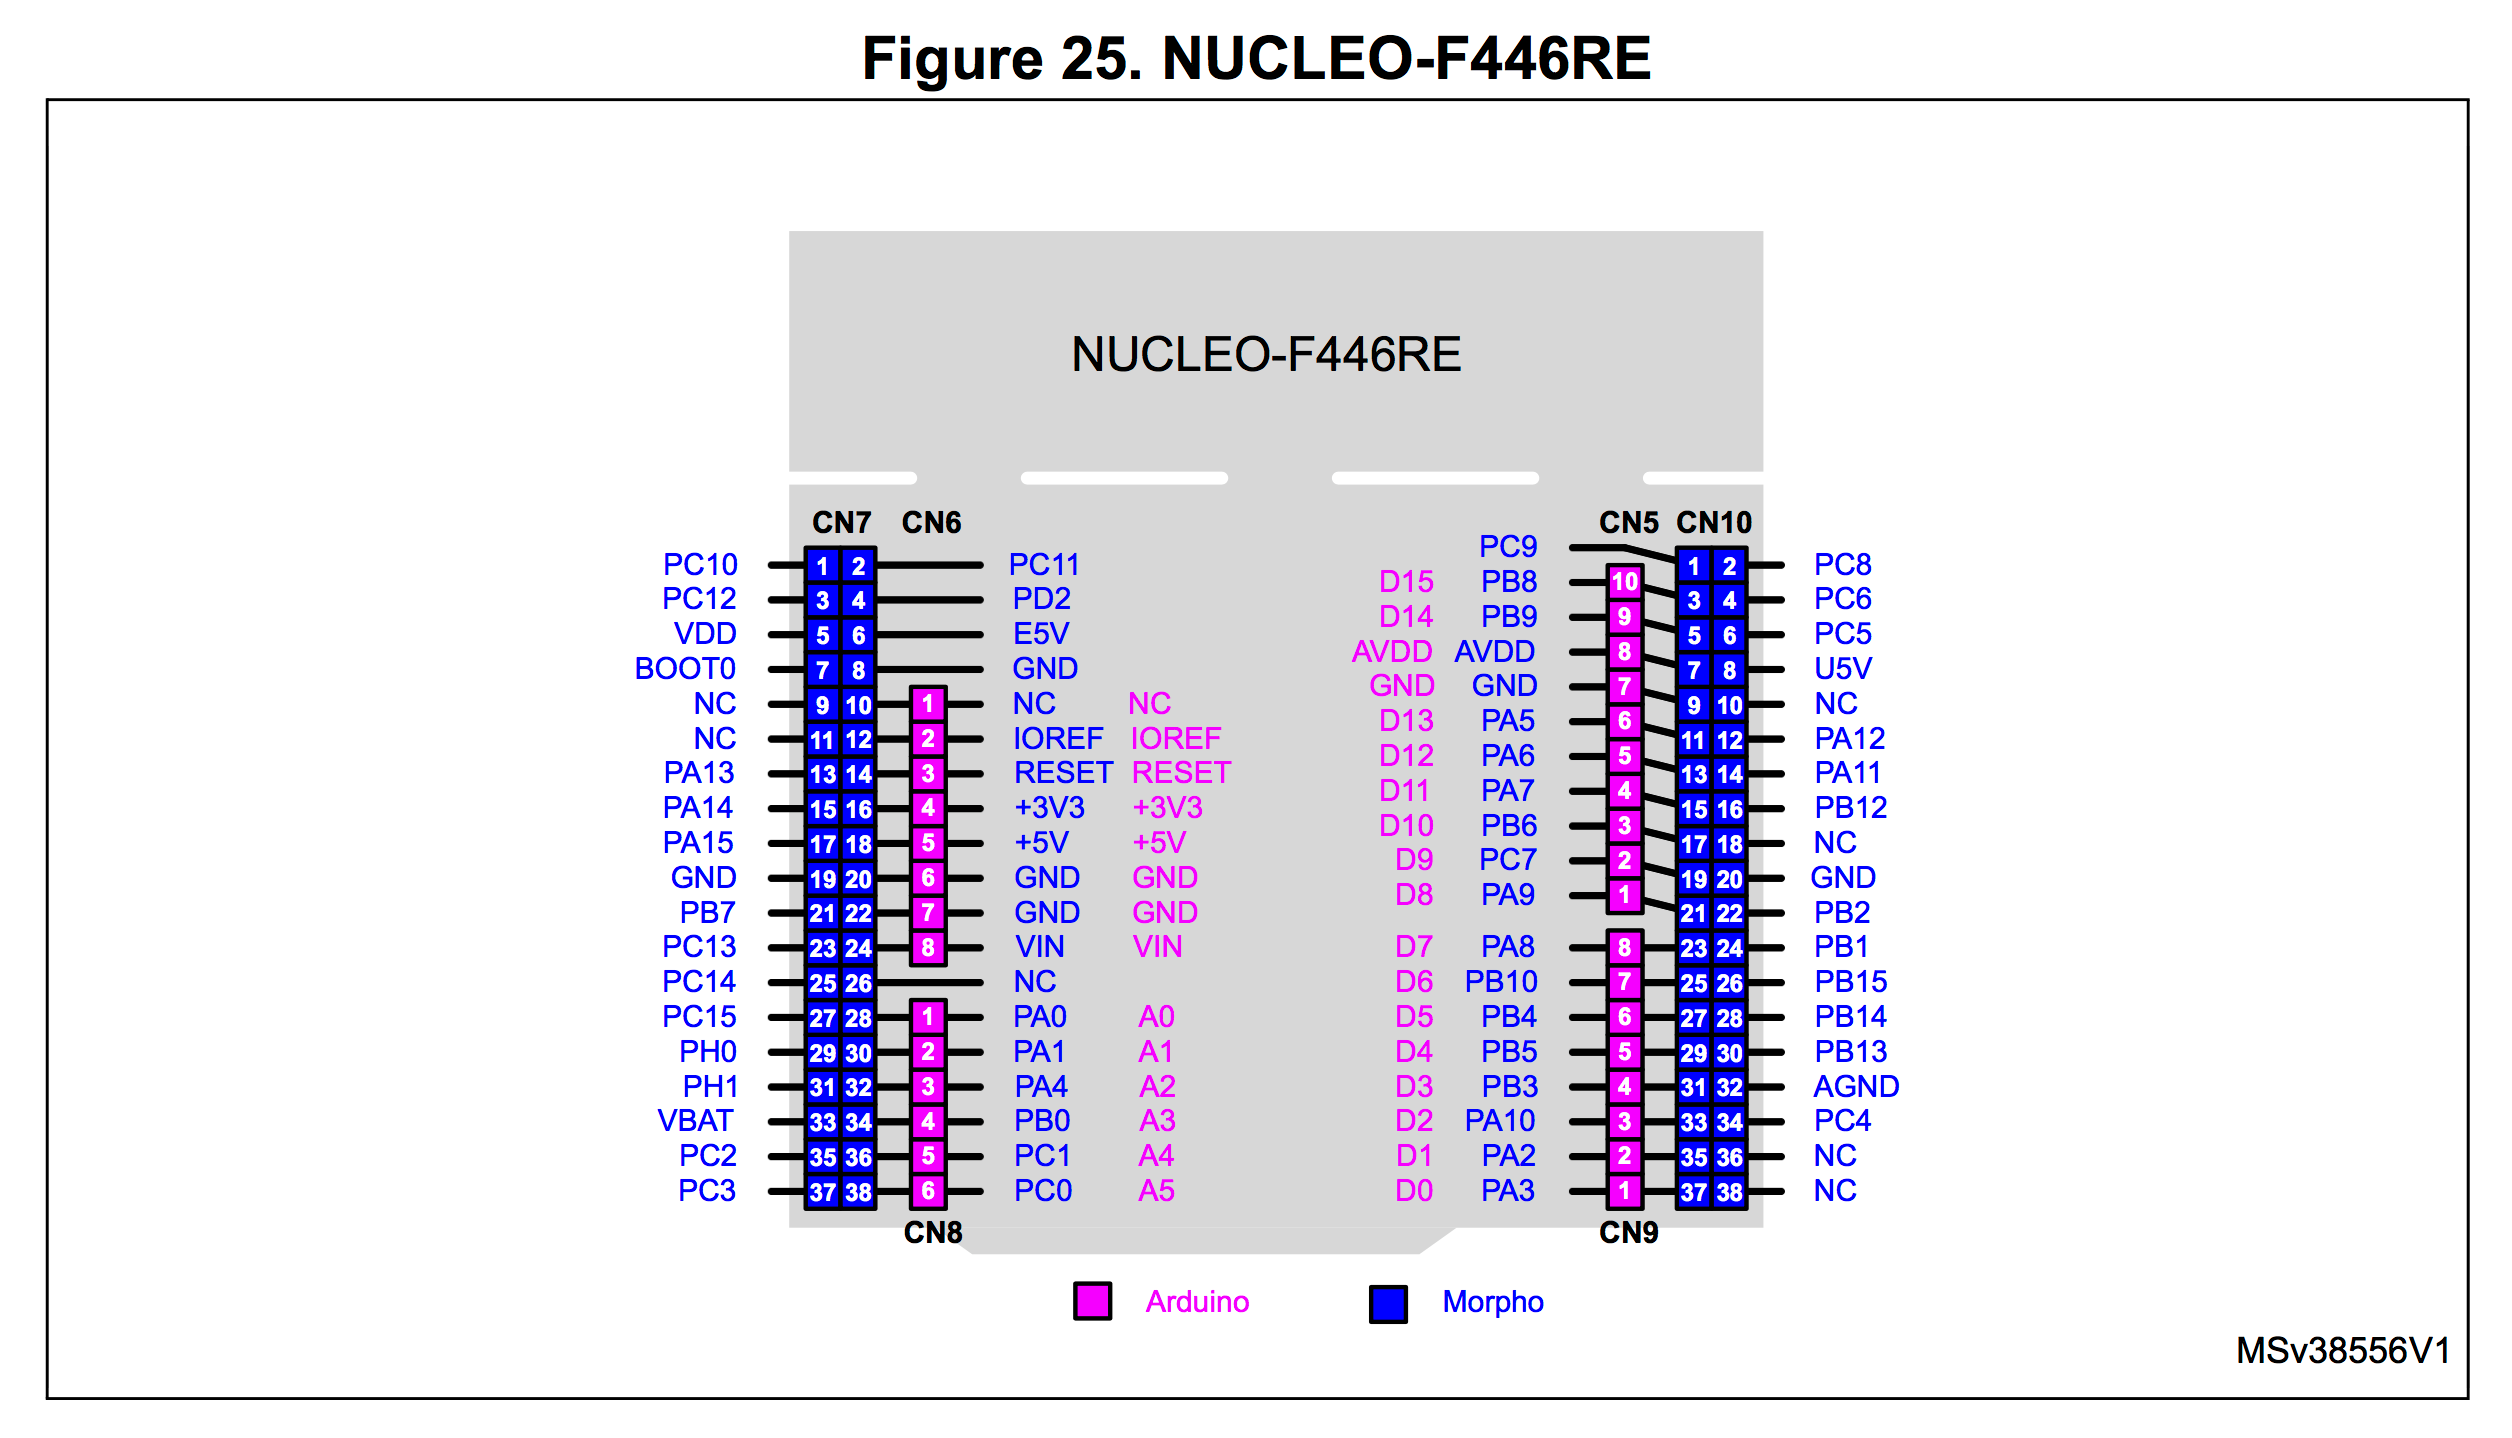 Figure 25. NUCLEO-F446RE
NUCLEO-F446RE
CN7 CN6 CN5 CN10
PC9
PC10 1 2 PC11 1 2 PC8
D15 PB8 10
PC12 3 4 PD2 3 4 PC6
D14 PB9 9
VDD 5 6 E5V 5 6 PC5
AVDD AVDD 8
BOOT0 7 8 GND 7 8 U5V
GND GND 7
NC 9 10 1 NC NC 9 10 NC
D13 PA5 6
NC 11 12 2 IOREF IOREF 11 12 PA12
D12 PA6 5
PA13 13 14 3 RESET RESET 13 14 PA11
D11 PA7 4
PA14 15 16 4 +3V3 +3V3 15 16 PB12
D10 PB6 3
PA15 17 18 5 +5V +5V 17 18 NC
D9 PC7 2
GND 19 20 6 GND GND 19 20 GND
D8 PA9 1
PB7 21 22 7 GND GND 21 22 PB2
PC13 23 24 8 VIN VIN D7 PA8 8 23 24 PB1
PC14 25 26 NC D6 PB10 7 25 26 PB15
PC15 27 28 1 PA0 A0 D5 PB4 6 27 28 PB14
PH0 29 30 2 PA1 A1 D4 PB5 5 29 30 PB13
PH1 31 32 3 PA4 A2 D3 PB3 4 31 32 AGND
VBAT 33 34 4 PB0 A3 D2 PA10 3 33 34 PC4
PC2 35 36 5 PC1 A4 D1 PA2 2 35 36 NC
PC3 37 38 6 PC0 A5 D0 PA3 1 37 38 NC
CN8 CN9
Arduino Morpho
MSv38556V1